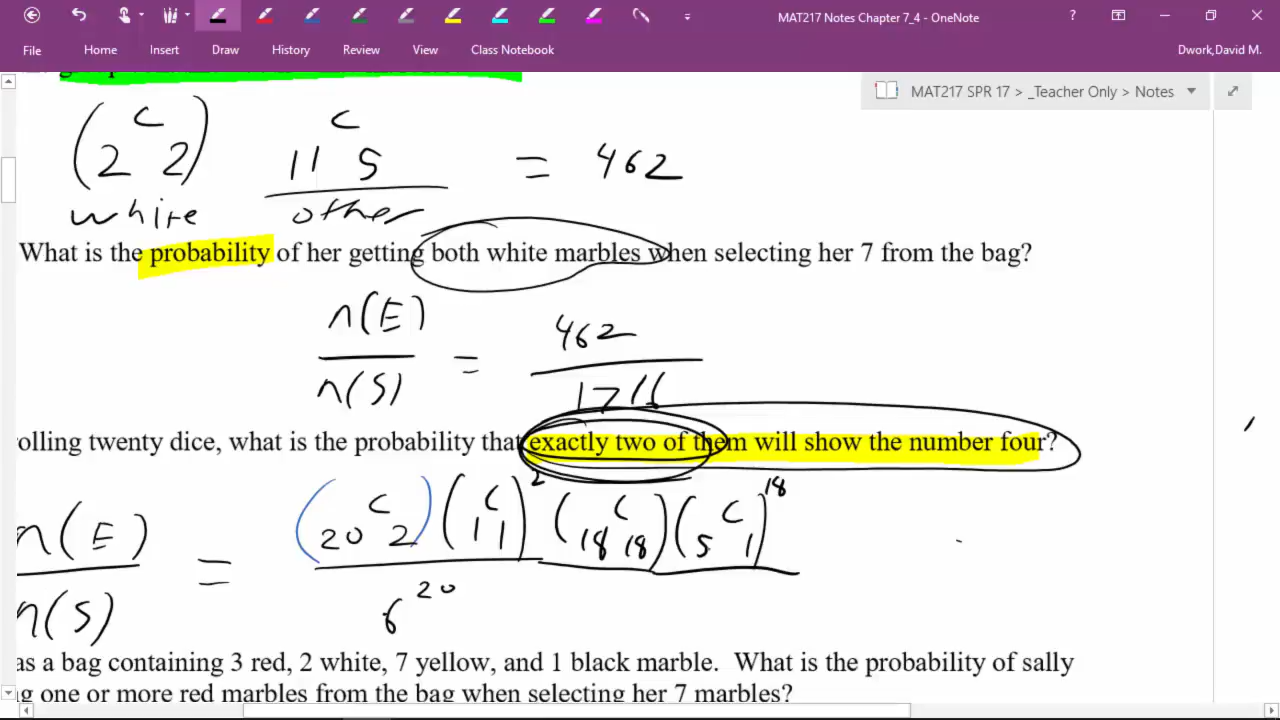 MAT217 Notes Chapter 7_4 - OneNote
?
File Home Insert Draw History Review View Class Notebook
Dwork,David M.
MAT217 SPR 17 > _Teacher Only > Notes
(2 C 2) 11 C 5 = 462
white other
What is the probability of her getting both white marbles when selecting her 7 from the bag?
n(E) / n(S) = 462 / 1716
olling twenty dice, what is the probability that exactly two of them will show the number four?
n(E) / n(S) = (20 C 2)(1 C 1)^2 (18 C 18)(5 C 1)^18 / 6^20
as a bag containing 3 red, 2 white, 7 yellow, and 1 black marble. What is the probability of sally
g one or more red marbles from the bag when selecting her 7 marbles?